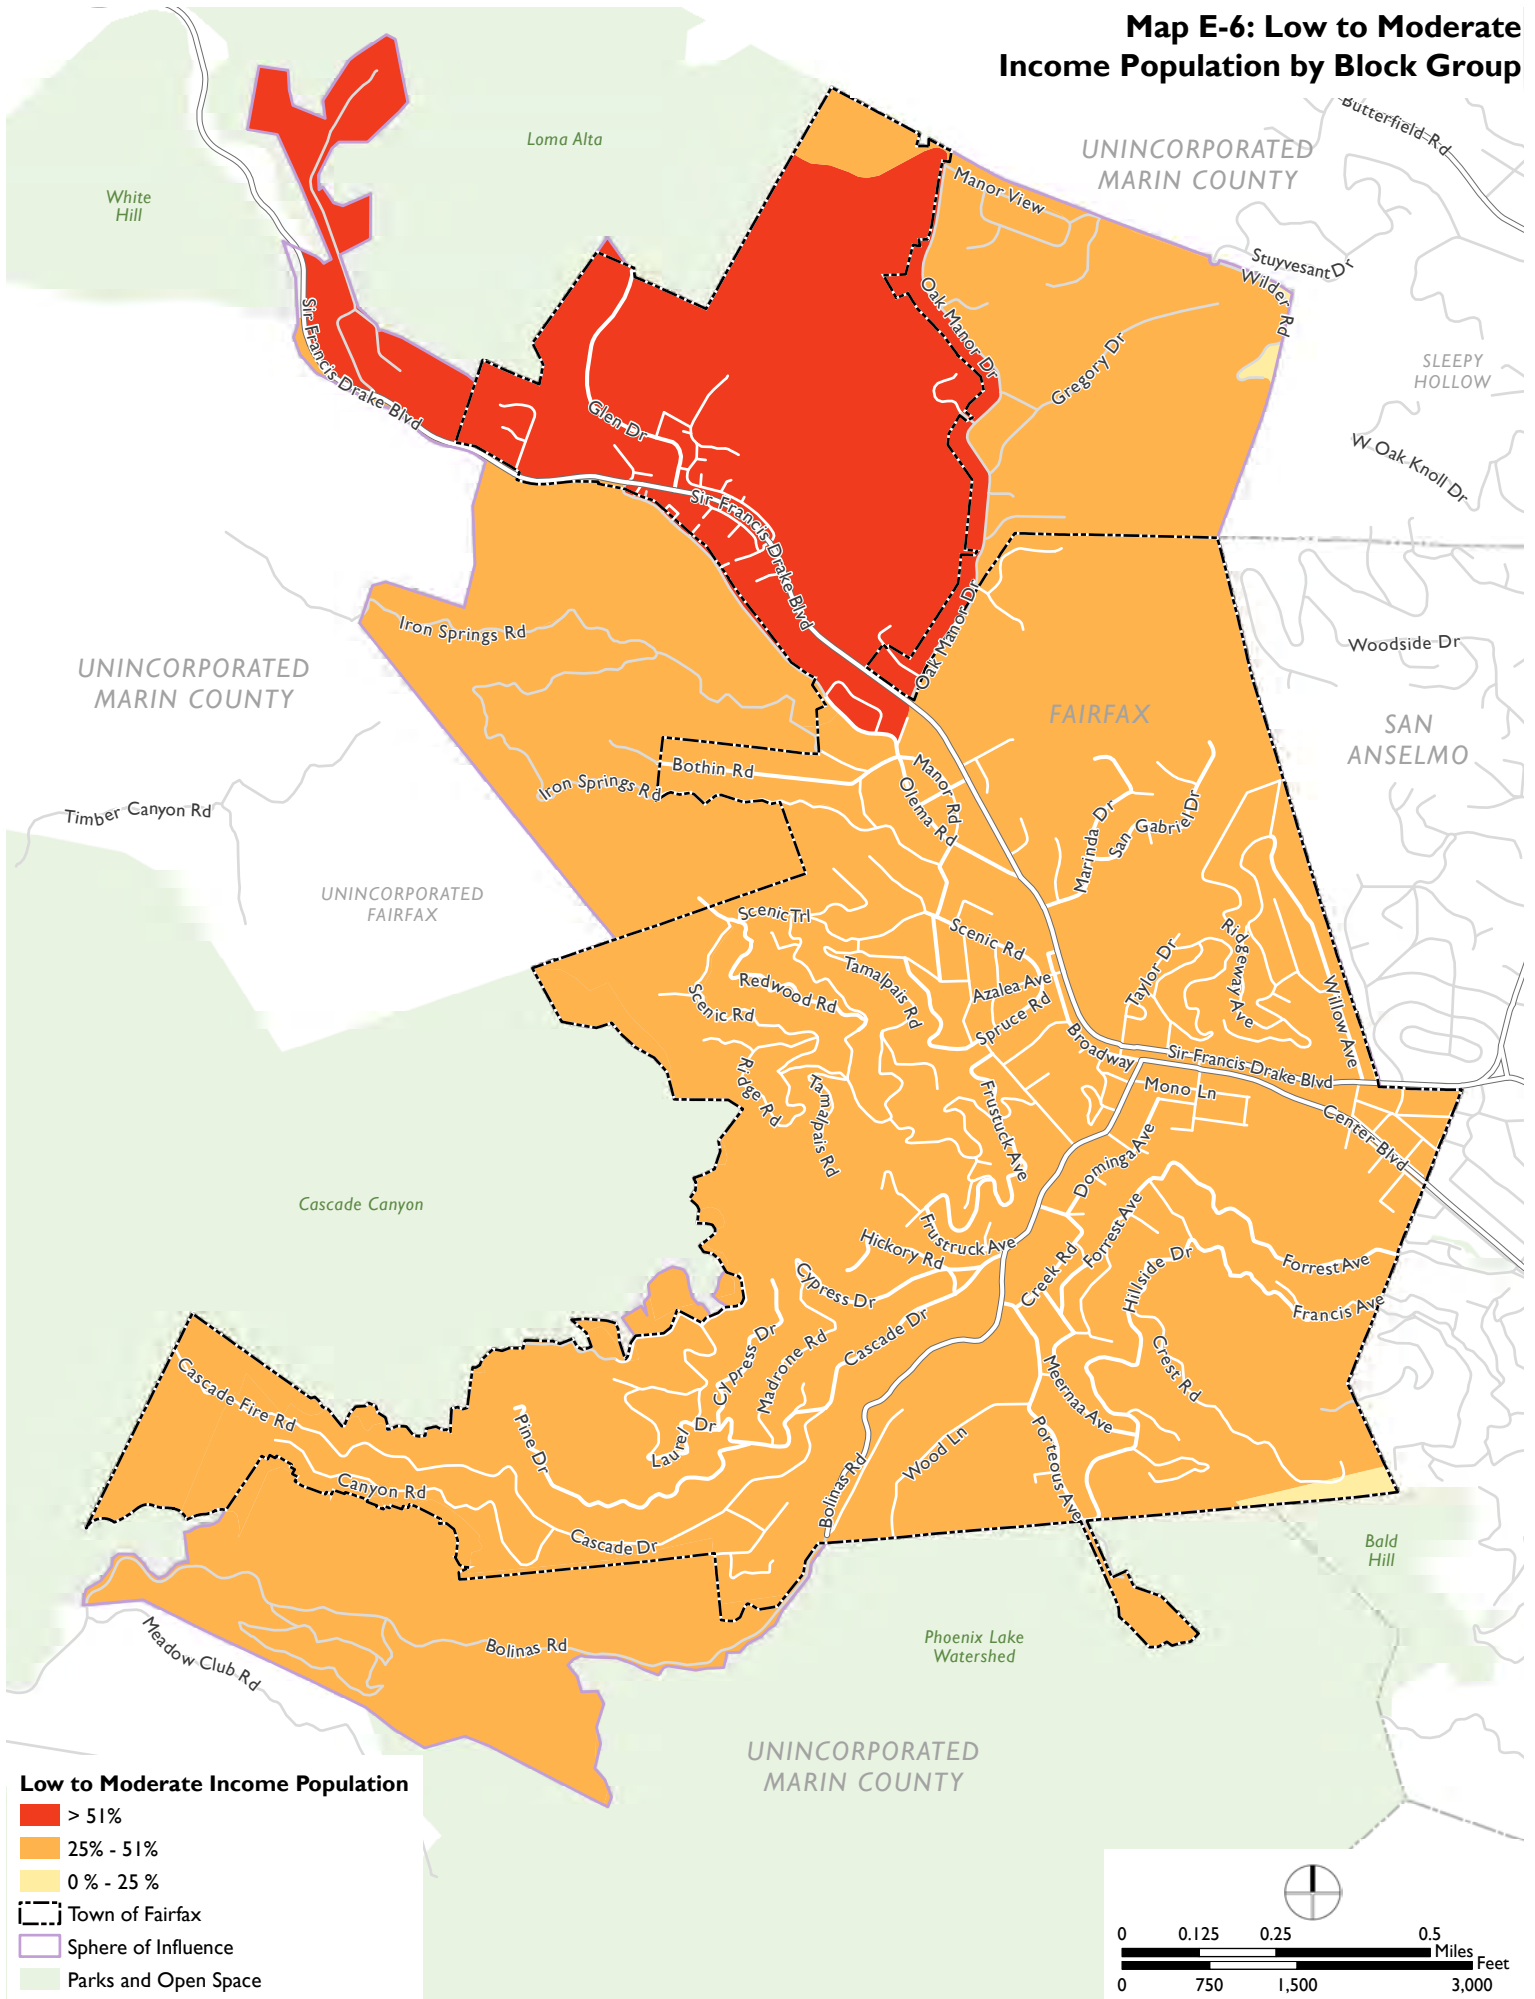 Map E-6: Low to Moderate
Income Population by Block Group
Butterfield Rd
UNINCORPORATED
MARIN COUNTY
Loma Alta
White
Hill
Manor View
Stuyvesant Dr
Wilder Rd
Oak Manor Dr
Gregory Dr
SLEEPY
HOLLOW
Sir Francis Drake Blvd
Glen Dr
W Oak Knoll Dr
Sir Francis Drake Blvd
Iron Springs Rd
Oak Manor Dr
Woodside Dr
UNINCORPORATED
MARIN COUNTY
FAIRFAX
SAN
ANSELMO
Bothin Rd
Iron Springs Rd
Manor Rd
Olema Rd
Timber Canyon Rd
Marinda Dr
San Gabriel Dr
UNINCORPORATED
FAIRFAX
Scenic Trl
Scenic Rd
Ridgeway Ave
Taylor Dr
Tamalpais Rd
Redwood Rd
Azalea Ave
Scenic Rd
Spruce Rd
Willow Ave
Broadway
Sir Francis Drake Blvd
Ridge Rd
Tamalpais Rd
Frustuck Ave
Mono Ln
Center Blvd
Dominga Ave
Cascade Canyon
Forrest Ave
Frustruck Ave
Hickory Rd
Creek Rd
Hillside Dr
Forrest Ave
Cypress Dr
Francis Ave
Cascade Dr
Cypress Dr
Madrone Rd
Crest Rd
Cascade Fire Rd
Meernaa Ave
Pine Dr
Laurel Dr
Porteous Ave
Wood Ln
Bolinas Rd
Canyon Rd
Cascade Dr
Bald
Hill
Meadow Club Rd
Bolinas Rd
Phoenix Lake
Watershed
UNINCORPORATED
MARIN COUNTY
Low to Moderate Income Population
> 51%
25% - 51%
0 % - 25 %
Town of Fairfax
Sphere of Influence
Parks and Open Space
0 0.125 0.25 0.5
Miles
Feet
0 750 1,500 3,000